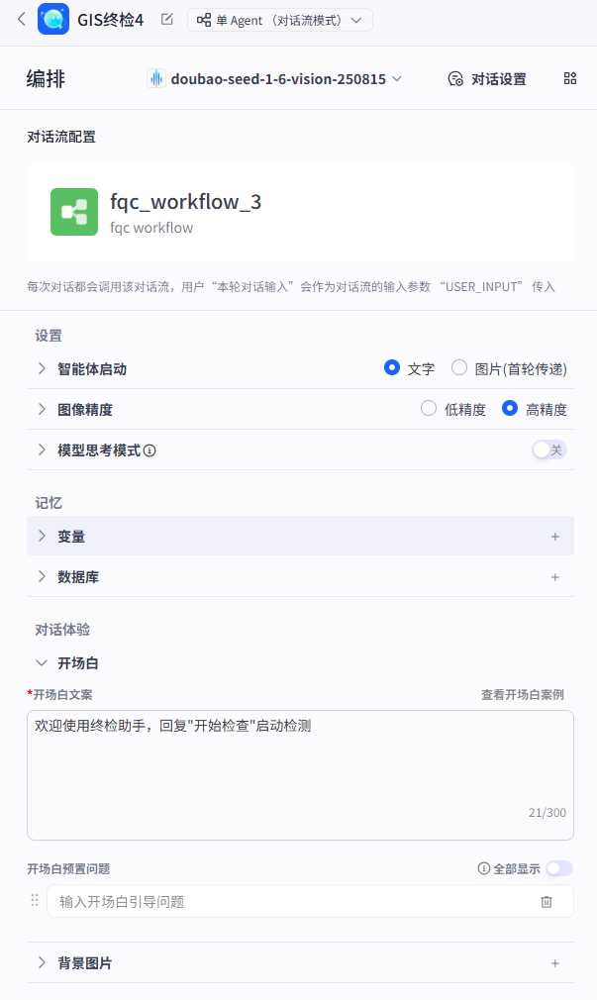 GIS终检4 单 Agent （对话流模式）
编排 doubao-seed-1-6-vision-250815 对话设置
对话流配置
fqc_workflow_3
fqc workflow
每次对话都会调用该对话流，用户“本轮对话输入”会作为对话流的输入参数 “USER_INPUT” 传入
设置
智能体启动 文字 图片(首轮传递)
图像精度 低精度 高精度
模型思考模式 关
记忆
变量 +
数据库 +
对话体验
开场白
*开场白文案 查看开场白案例
欢迎使用终检助手，回复"开始检查"启动检测
21/300
开场白预置问题 全部显示
输入开场白引导问题
背景图片 +